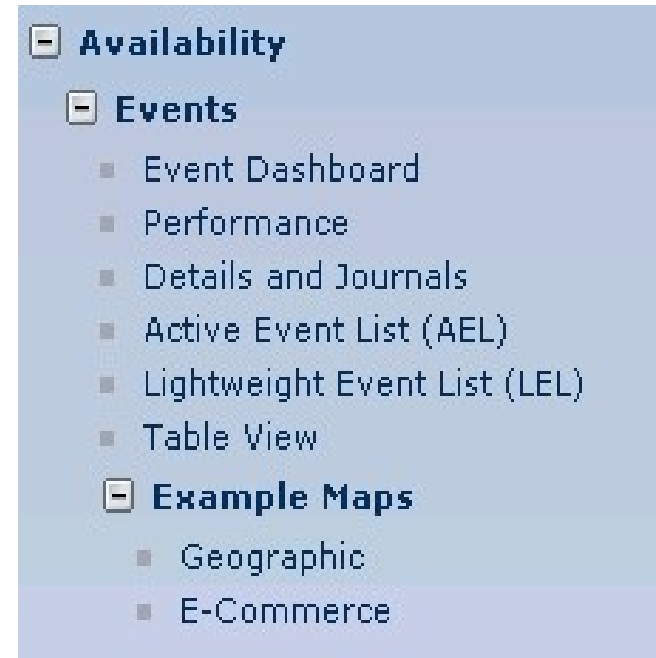 Availability
Events
Event Dashboard
Performance
Details and Journals
Active Event List (AEL)
Lightweight Event List (LEL)
Table View
Example Maps
Geographic
E-Commerce